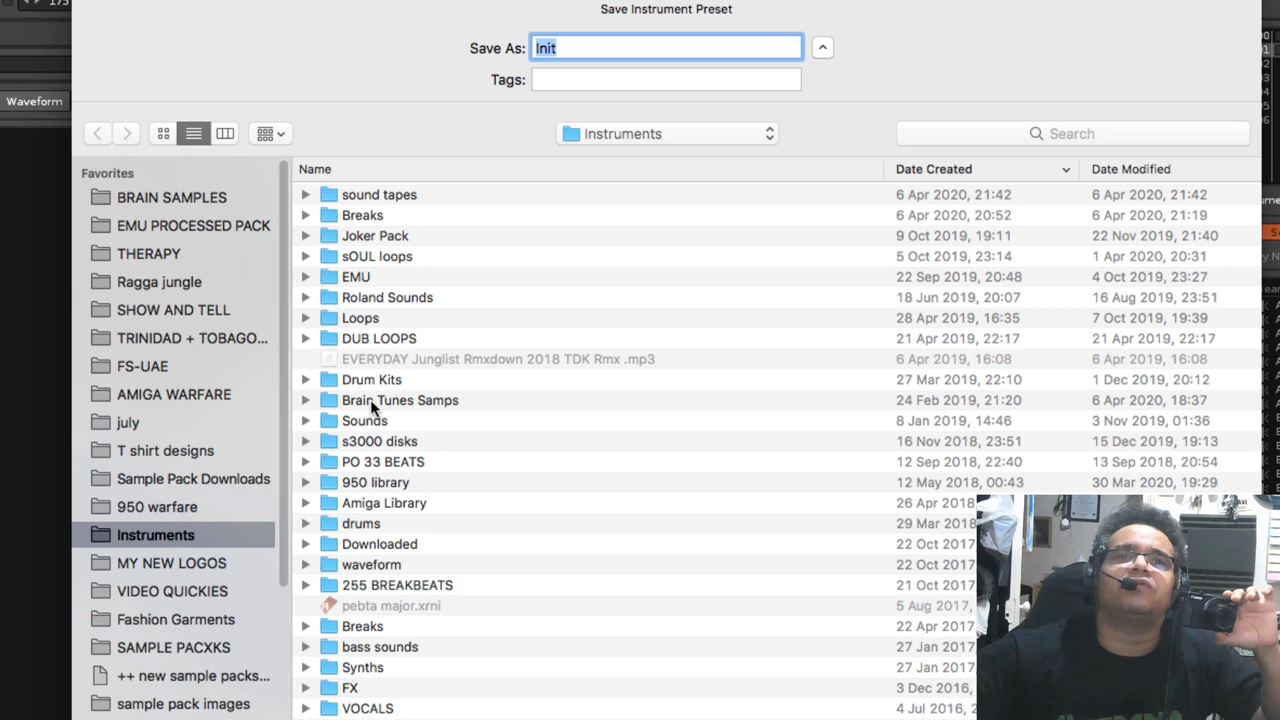 175
Save Instrument Preset
Save As: Init
Tags:
Waveform
Instruments
Search
Favorites
BRAIN SAMPLES
EMU PROCESSED PACK
THERAPY
Ragga jungle
SHOW AND TELL
TRINIDAD + TOBAGO...
FS-UAE
AMIGA WARFARE
july
T shirt designs
Sample Pack Downloads
950 warfare
Instruments
MY NEW LOGOS
VIDEO QUICKIES
Fashion Garments
SAMPLE PACXKS
++ new sample packs...
sample pack images
Name Date Created Date Modified
sound tapes 6 Apr 2020, 21:42 6 Apr 2020, 21:42
Breaks 6 Apr 2020, 20:52 6 Apr 2020, 21:19
Joker Pack 9 Oct 2019, 19:11 22 Nov 2019, 21:40
sOUL loops 5 Oct 2019, 23:14 1 Apr 2020, 20:31
EMU 22 Sep 2019, 20:48 4 Oct 2019, 23:27
Roland Sounds 18 Jun 2019, 20:07 16 Aug 2019, 23:51
Loops 28 Apr 2019, 16:35 7 Oct 2019, 19:39
DUB LOOPS 21 Apr 2019, 22:17 21 Apr 2019, 22:17
EVERYDAY Junglist Rmxdown 2018 TDK Rmx .mp3 6 Apr 2019, 16:08 6 Apr 2019, 16:08
Drum Kits 27 Mar 2019, 22:10 1 Dec 2019, 20:12
Brain Tunes Samps 24 Feb 2019, 21:20 6 Apr 2020, 18:37
Sounds 8 Jan 2019, 14:46 3 Nov 2019, 01:36
s3000 disks 16 Nov 2018, 23:51 15 Dec 2019, 19:13
PO 33 BEATS 12 Sep 2018, 22:40 13 Sep 2018, 20:54
950 library 12 May 2018, 00:43 30 Mar 2020, 19:29
Amiga Library 26 Apr 2018
drums 29 Mar 2018
Downloaded 22 Oct 2017
waveform 22 Oct 2017
255 BREAKBEATS 21 Oct 2017
pebta major.xrni 5 Aug 2017,
Breaks 22 Apr 2017
bass sounds 27 Jan 2017
Synths 27 Jan 2017
FX 3 Dec 2016,
VOCALS 4 Jul 2016, 2